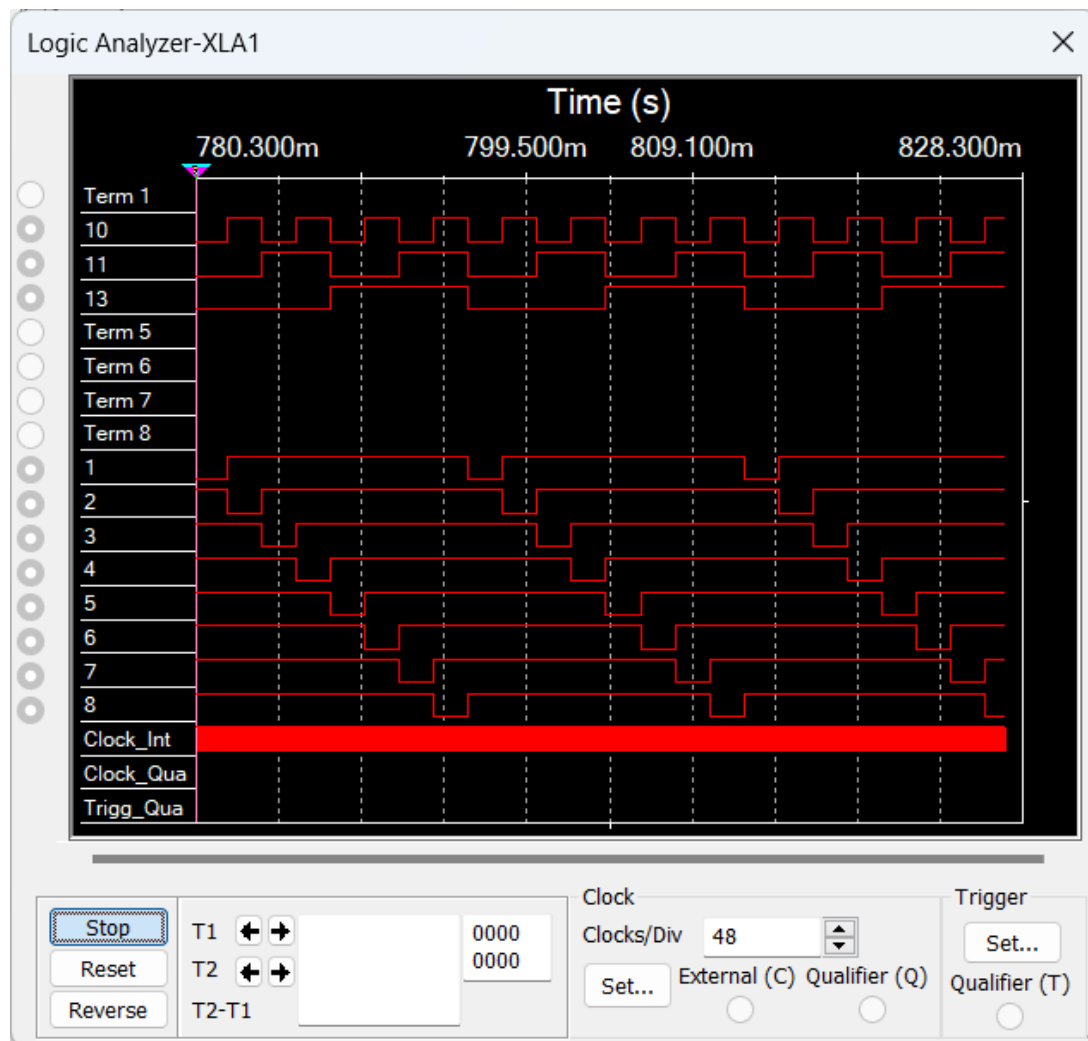 Logic Analyzer-XLA1
Time (s)
780.300m 799.500m 809.100m 828.300m
Term 1
10
11
13
Term 5
Term 6
Term 7
Term 8
1
2
3
4
5
6
7
8
Clock_Int
Clock_Qua
Trigg_Qua
Stop
Reset
Reverse
T1
T2
T2-T1
0000
0000
Clock
Clocks/Div 48
Set...
External (C)
Qualifier (Q)
Trigger
Set...
Qualifier (T)